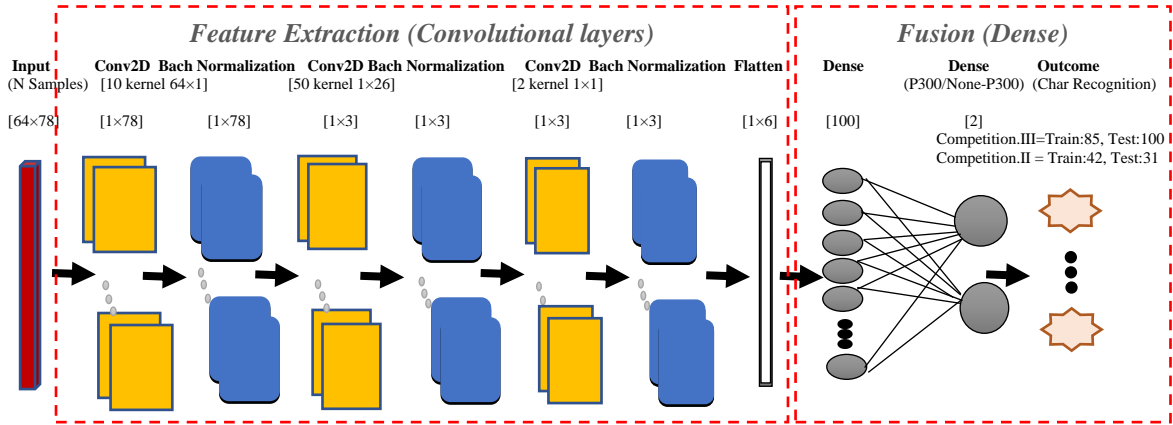 Feature Extraction (Convolutional layers) Fusion (Dense)
Input Conv2D Bach Normalization Conv2D Bach Normalization Conv2D Bach Normalization Flatten Dense Dense Outcome
(N Samples) [10 kernel 64×1] [50 kernel 1×26] [2 kernel 1×1] (P300/None-P300) (Char Recognition)
[64×78] [1×78] [1×78] [1×3] [1×3] [1×3] [1×3] [1×6] [100] [2]
Competition.III=Train:85, Test:100
Competition.II = Train:42, Test:31